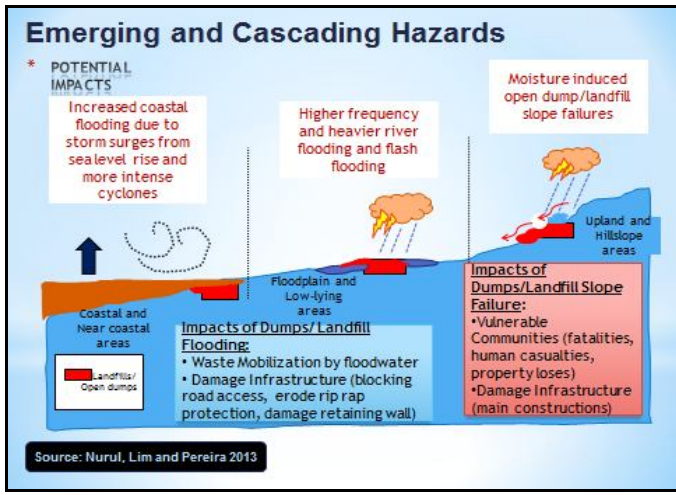 Emerging and Cascading Hazards
* POTENTIAL
IMPACTS
Increased coastal
flooding due to
storm surges from
sea level rise and
more intense
cyclones
Higher frequency
and heavier river
flooding and flash
flooding
Moisture induced
open dump/landfill
slope failures
Upland and
Hillslope
areas
Floodplain and
Low-lying
areas
Coastal and
Near coastal
areas
Landfills/
Open dumps
Impacts of Dumps/ Landfill
Flooding:
• Waste Mobilization by floodwater
• Damage Infrastructure (blocking
road access, erode rip rap
protection, damage retaining wall)
Impacts of
Dumps/Landfill Slope
Failure:
•Vulnerable
Communities (fatalities,
human casualties,
property loses)
•Damage Infrastructure
(main constructions)
Source: Nurul, Lim and Pereira 2013